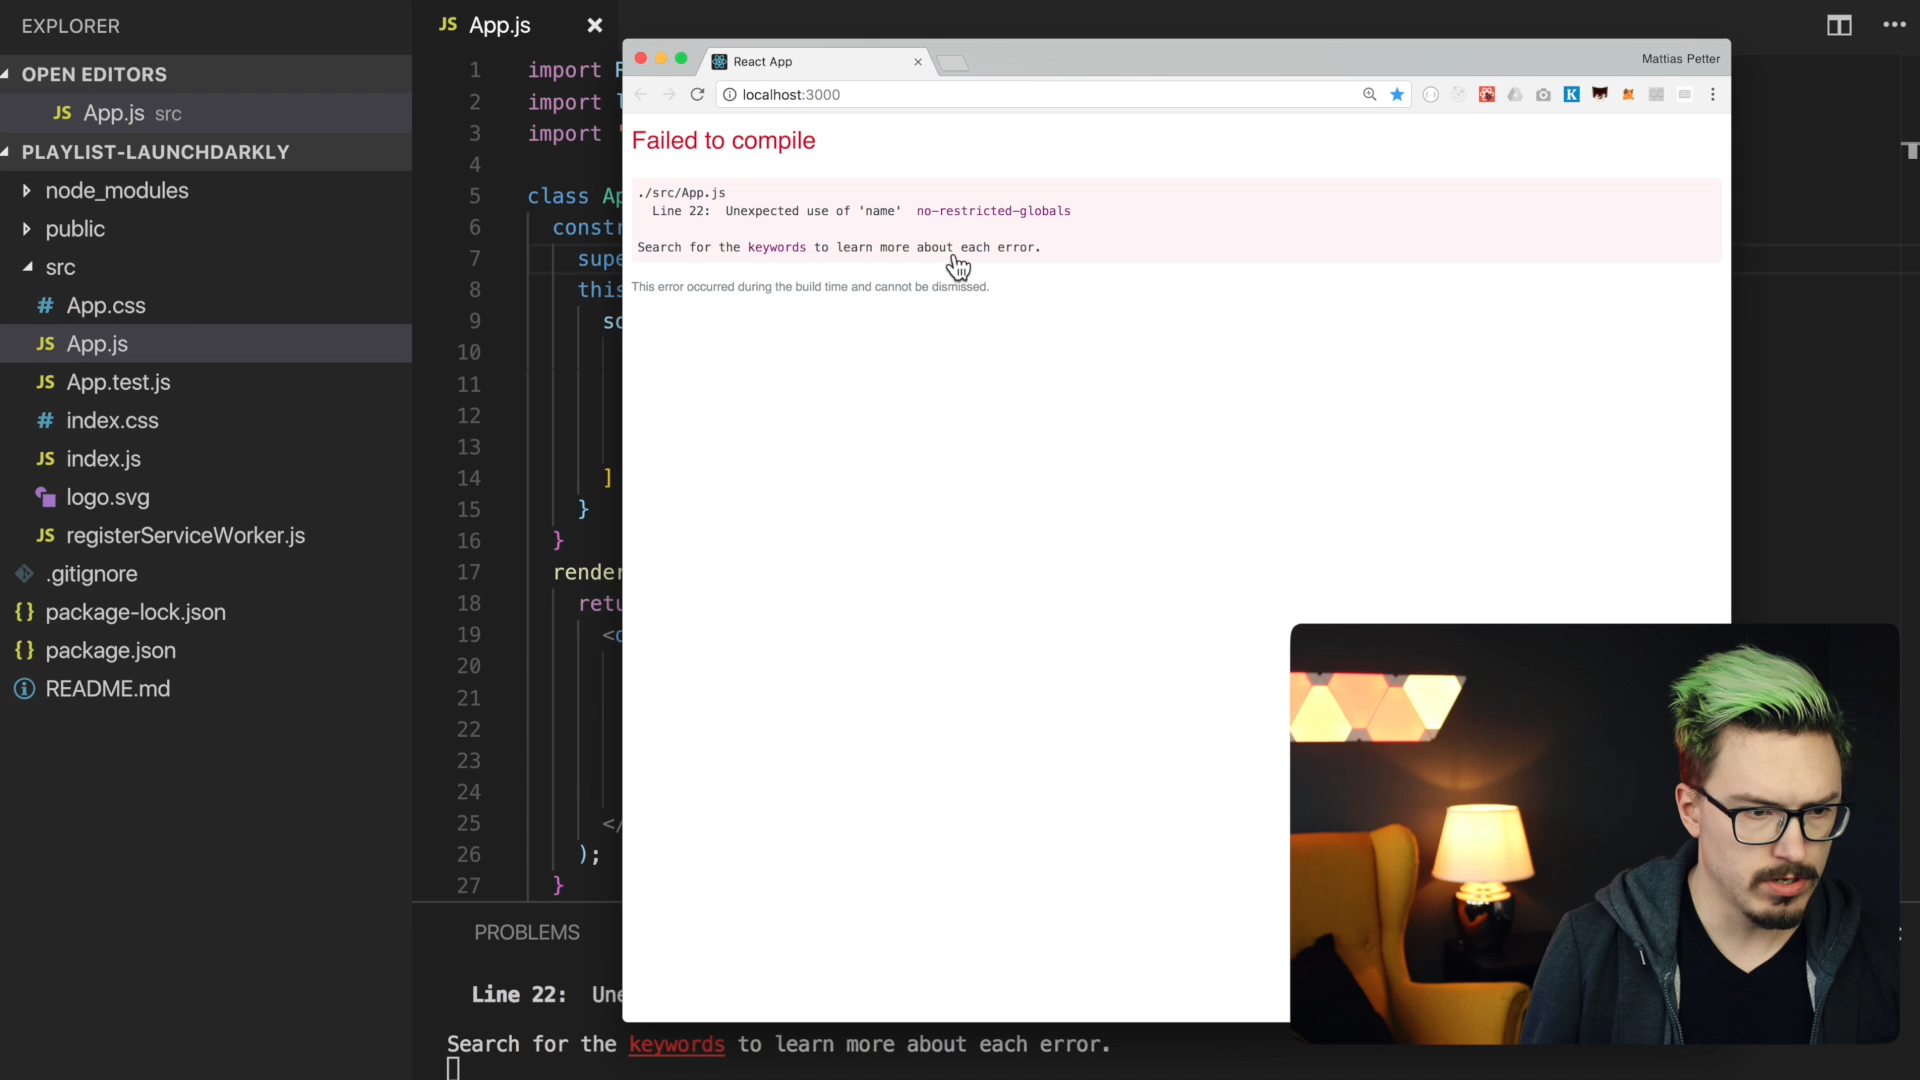 EXPLORER
OPEN EDITORS
JS App.js src
PLAYLIST-LAUNCHDARKLY
node_modules
public
src
# App.css
JS App.js
JS App.test.js
# index.css
JS index.js
logo.svg
JS registerServiceWorker.js
.gitignore
{} package-lock.json
{} package.json
README.md
JS App.js ×
1 import
2 import
3 import '
4
5 class Ap
6 constr
7 supe
8 this
9 so
10
11
12
13
14 ]
15 }
16 }
17 render
18 retu
19 <d
20
21
22
23
24
25 </
26 );
27 }
PROBLEMS
Line 22: Une
Search for the keywords to learn more about each error.
React App ×
Mattias Petter
localhost:3000
K
Failed to compile
./src/App.js
Line 22: Unexpected use of 'name' no-restricted-globals
Search for the keywords to learn more about each error.
This error occurred during the build time and cannot be dismissed.